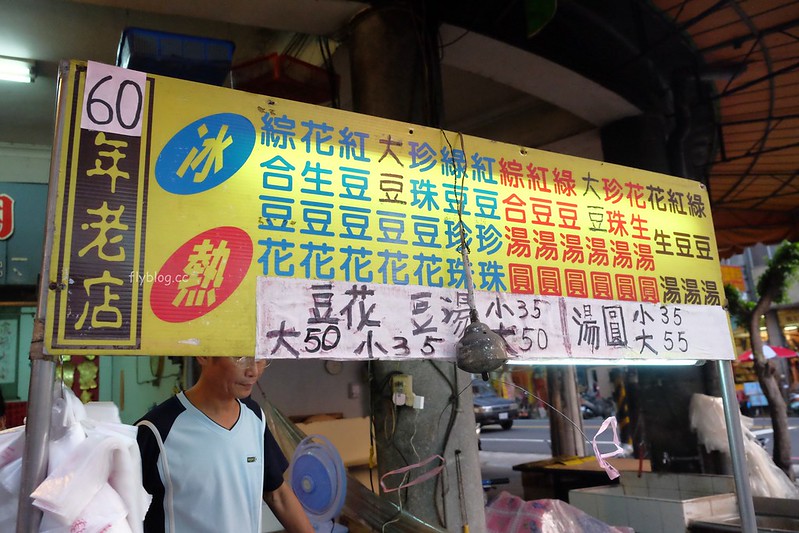 60
年老店
冰
熱
綜合豆花
花生豆花
紅豆豆花
大豆豆花
珍珠豆花
綠豆珍珠
紅豆珍珠
綜合湯圓
紅豆湯圓
綠豆湯圓
大豆湯圓
珍珠湯圓
花生湯圓
花生湯
紅豆湯
綠豆湯
豆花
大50 小35
豆湯 小35
大50
湯圓 小35
大55
flyblog.cc